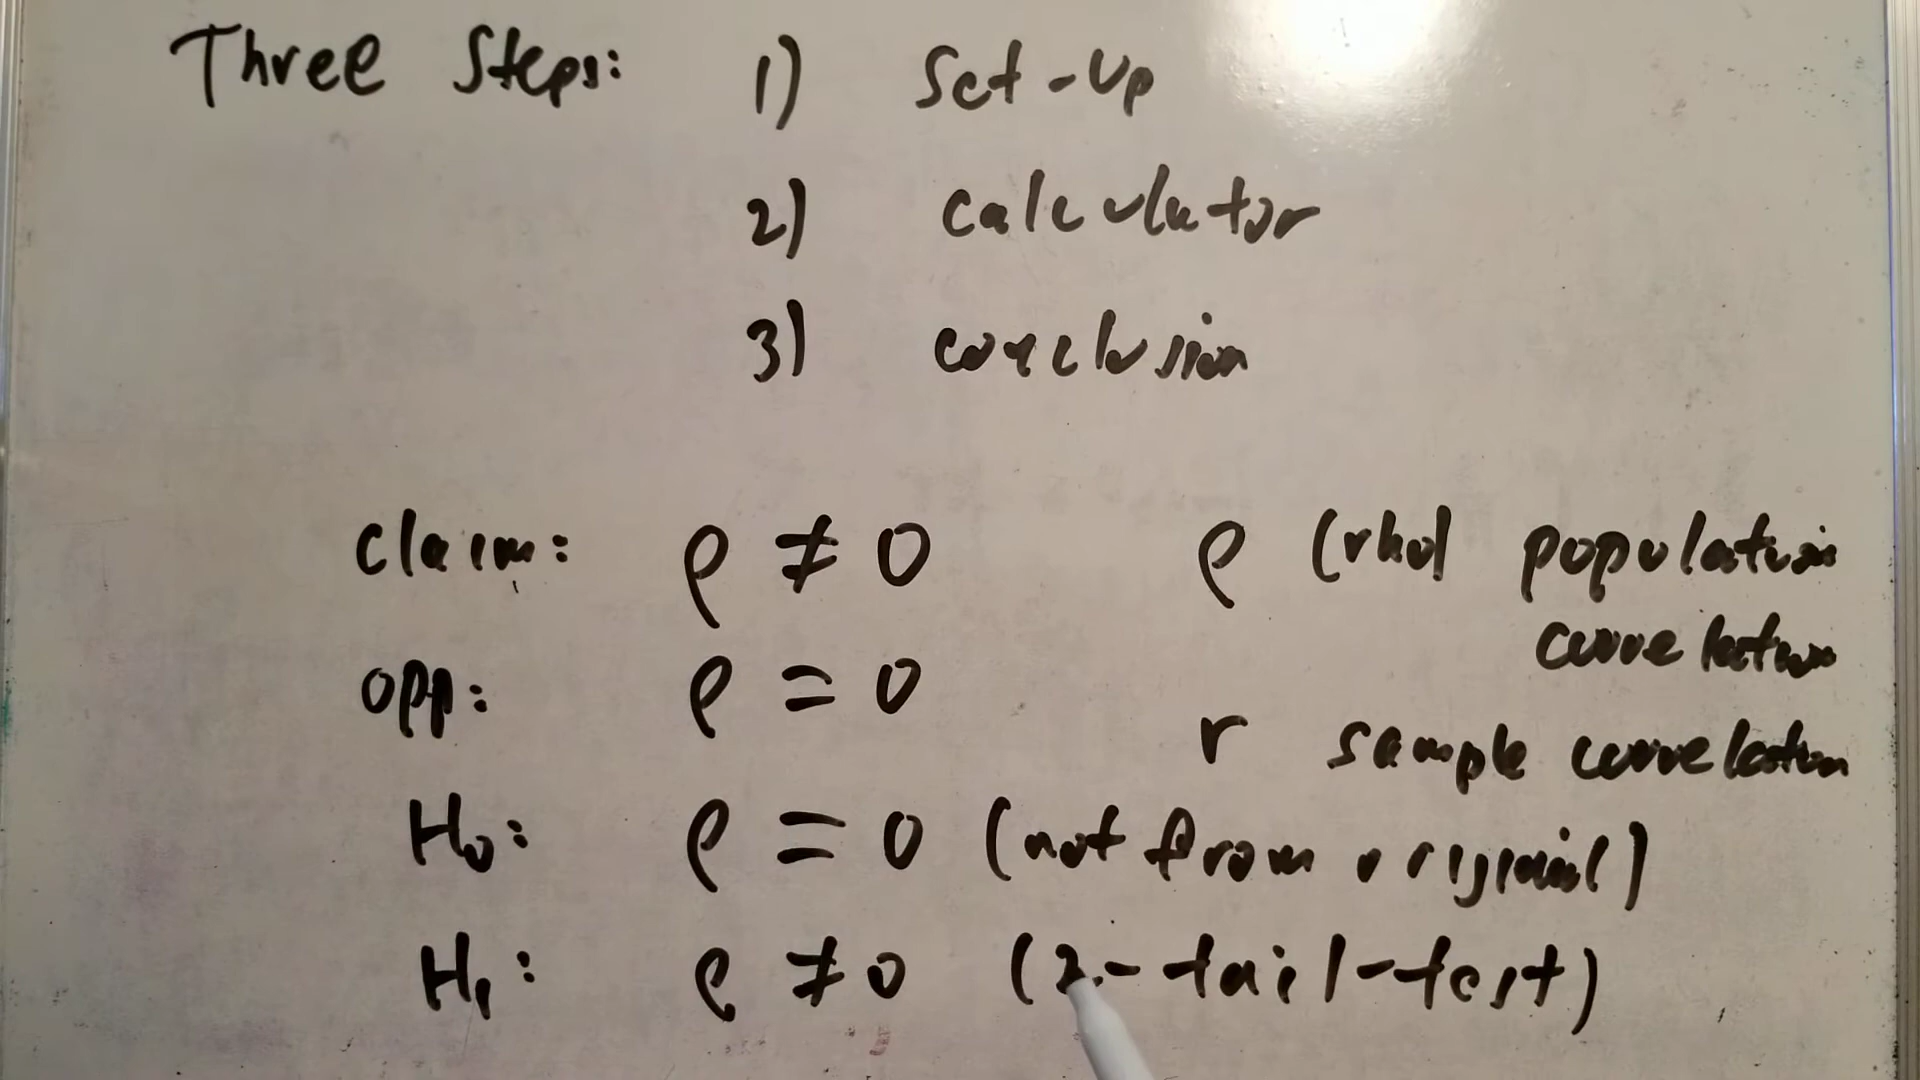 Three Steps: 1) Set-Up
2) calculator
3) conclusion
claim: ρ ≠ 0 ρ (rho) population
correlation
opp: ρ = 0
r sample correlation
H₀: ρ = 0 (not from original)
H₁: ρ ≠ 0 (2-tail-test)